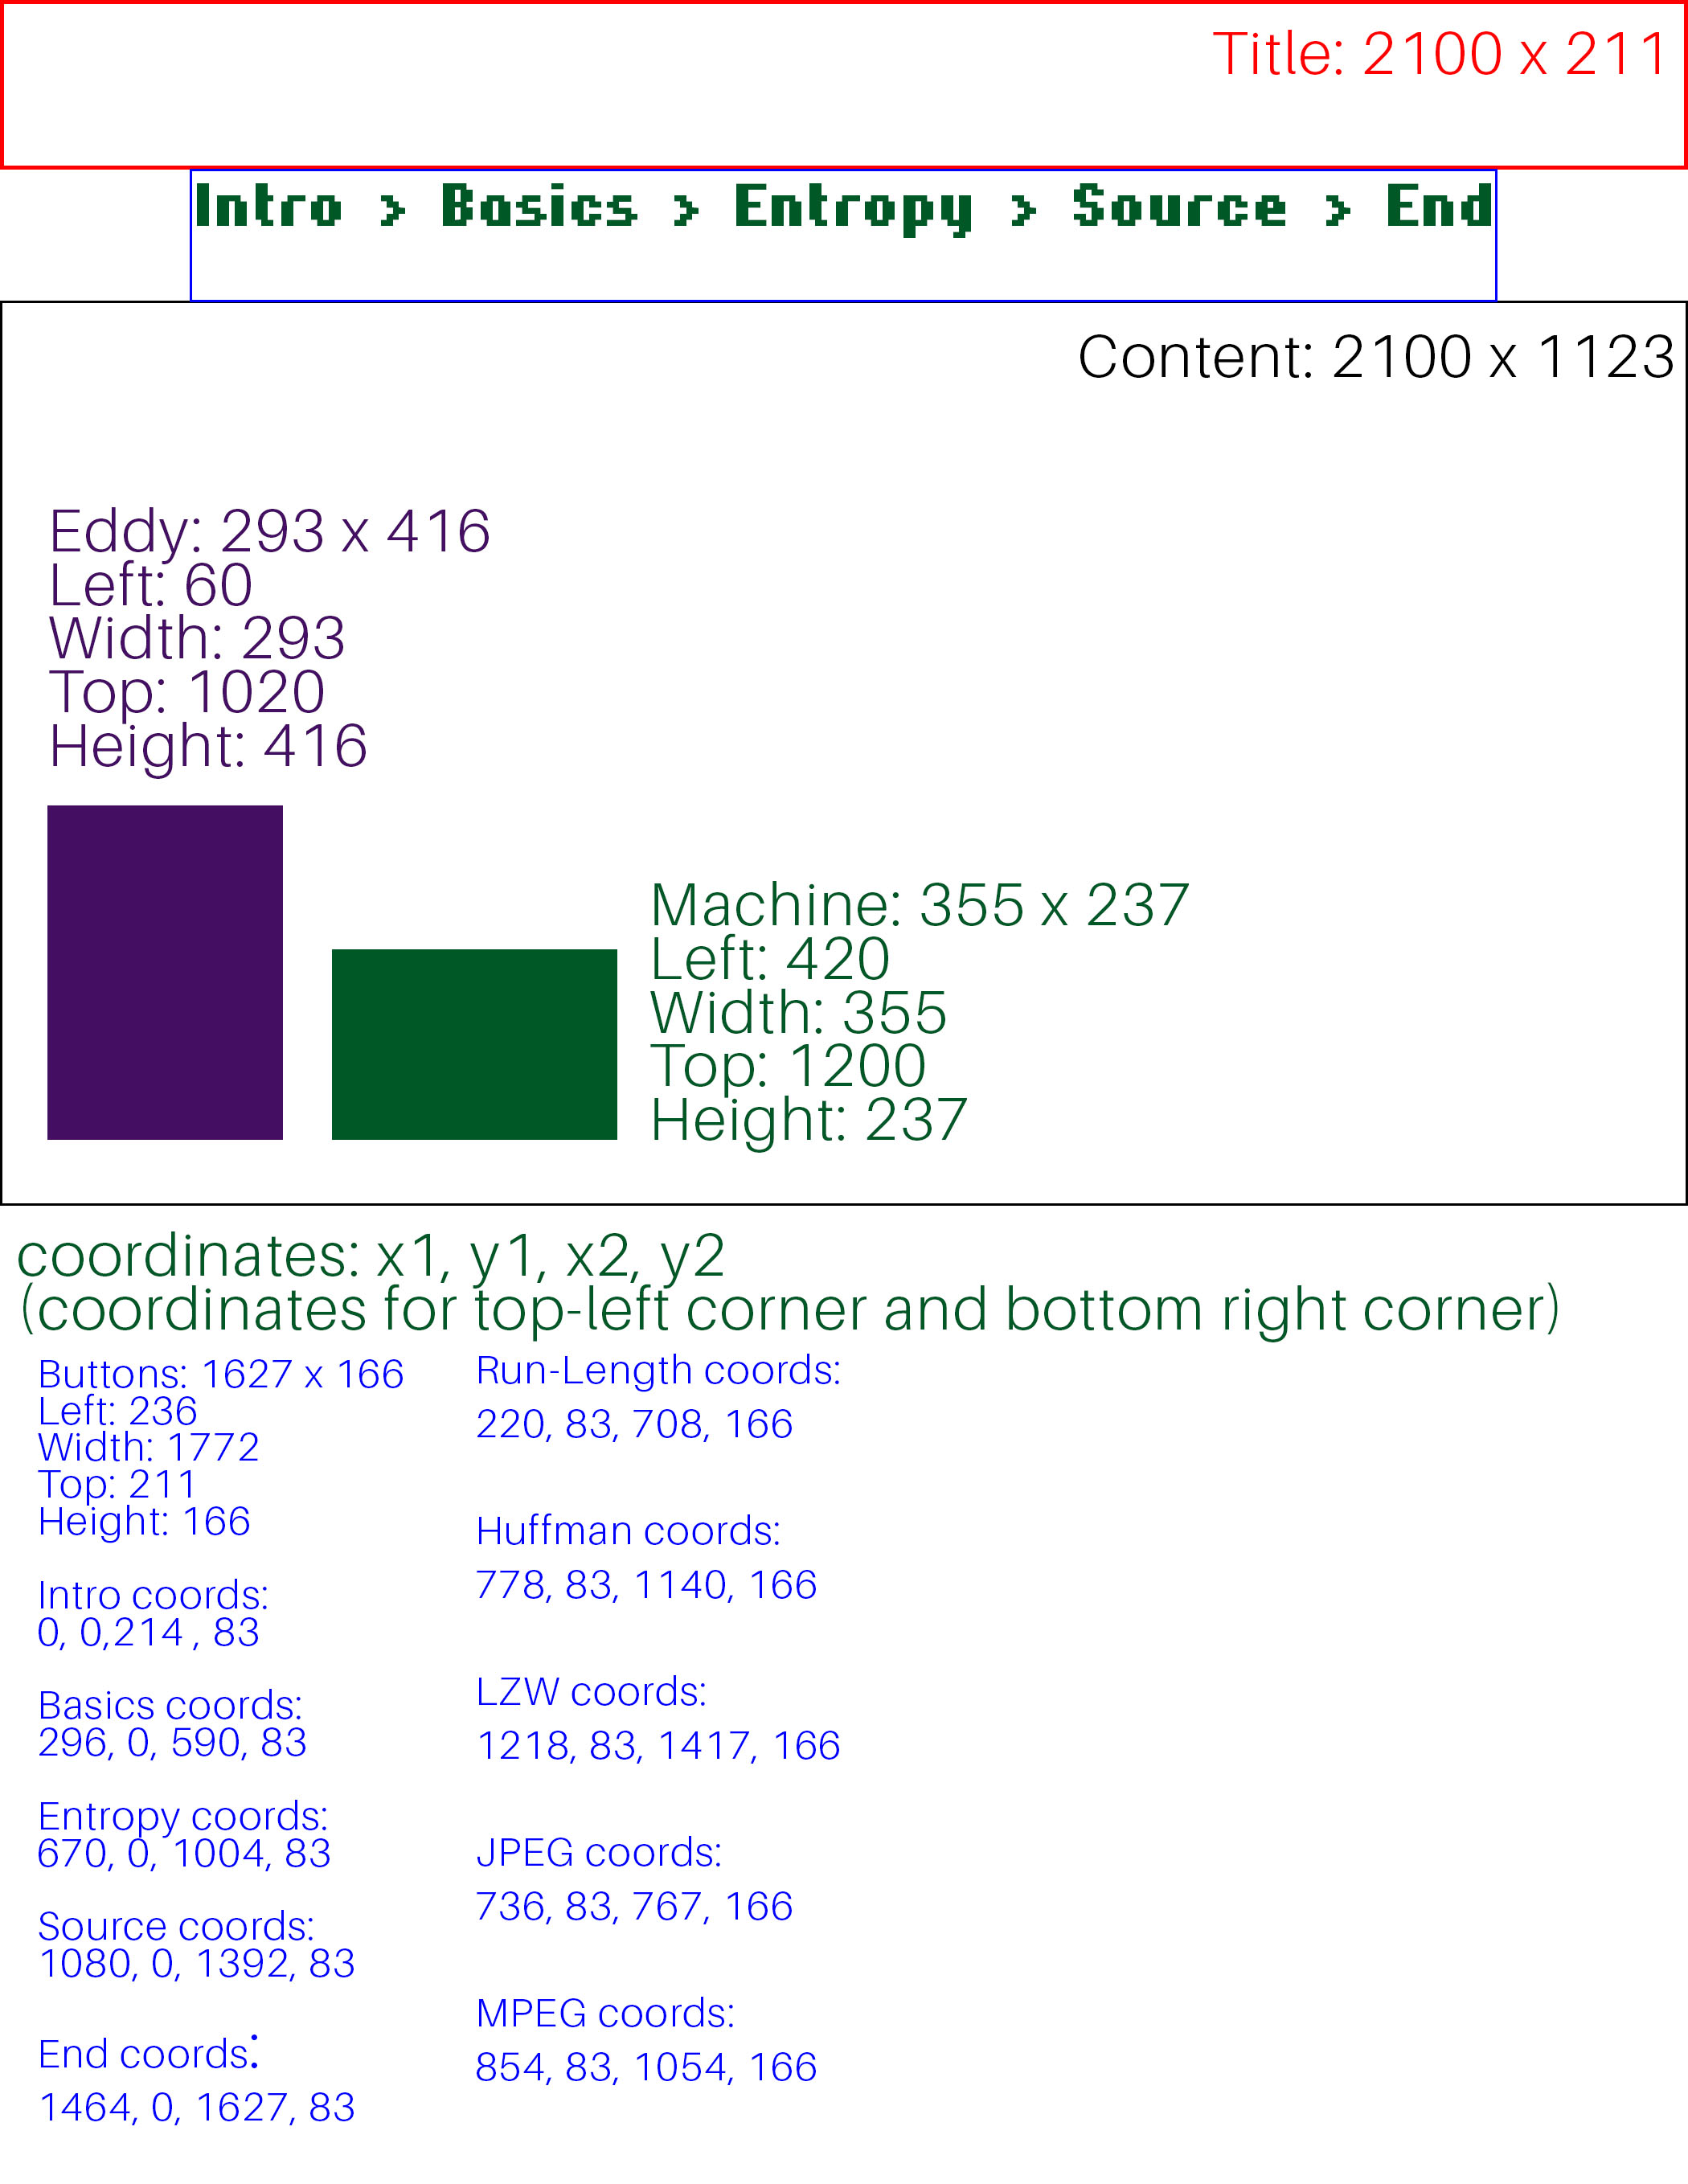 Title: 2100 x 211
Intro > Basics > Entropy > Source > End
Content: 2100 x 1123
Eddy: 293 x 416
Left: 60
Width: 293
Top: 1020
Height: 416
Machine: 355 x 237
Left: 420
Width: 355
Top: 1200
Height: 237
coordinates: x1, y1, x2, y2
(coordinates for top-left corner and bottom right corner)
Buttons: 1627 x 166
Left: 236
Width: 1772
Top: 211
Height: 166
Intro coords:
0, 0,214 , 83
Basics coords:
296, 0, 590, 83
Entropy coords:
670, 0, 1004, 83
Source coords:
1080, 0, 1392, 83
End coords:
1464, 0, 1627, 83
Run-Length coords:
220, 83, 708, 166
Huffman coords:
778, 83, 1140, 166
LZW coords:
1218, 83, 1417, 166
JPEG coords:
736, 83, 767, 166
MPEG coords:
854, 83, 1054, 166